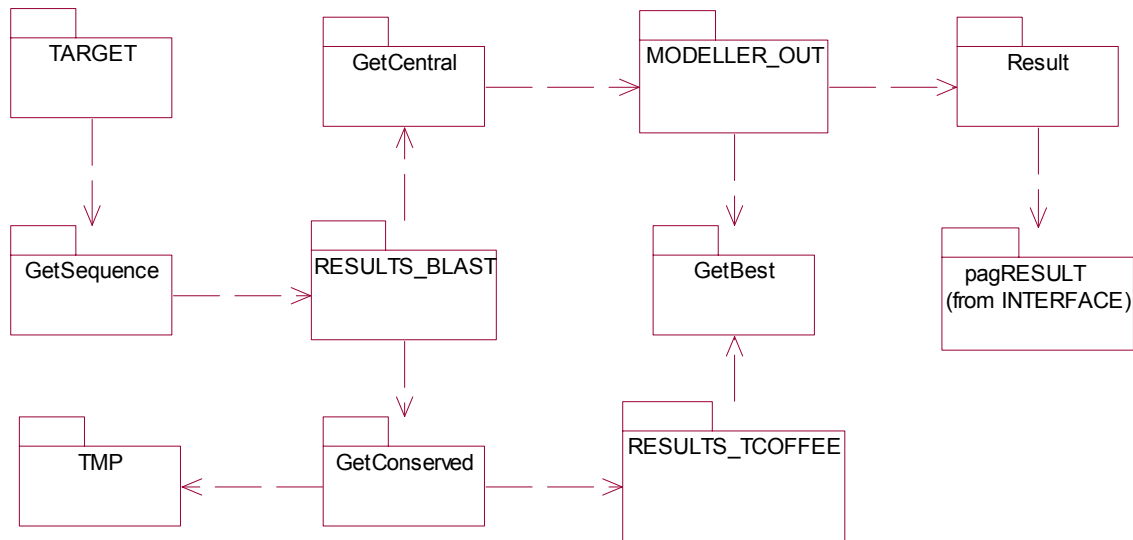 TARGET
GetCentral
MODELLER_OUT
Result
GetSequence
RESULTS_BLAST
GetBest
pagRESULT
(from INTERFACE)
TMP
GetConserved
RESULTS_TCOFFEE